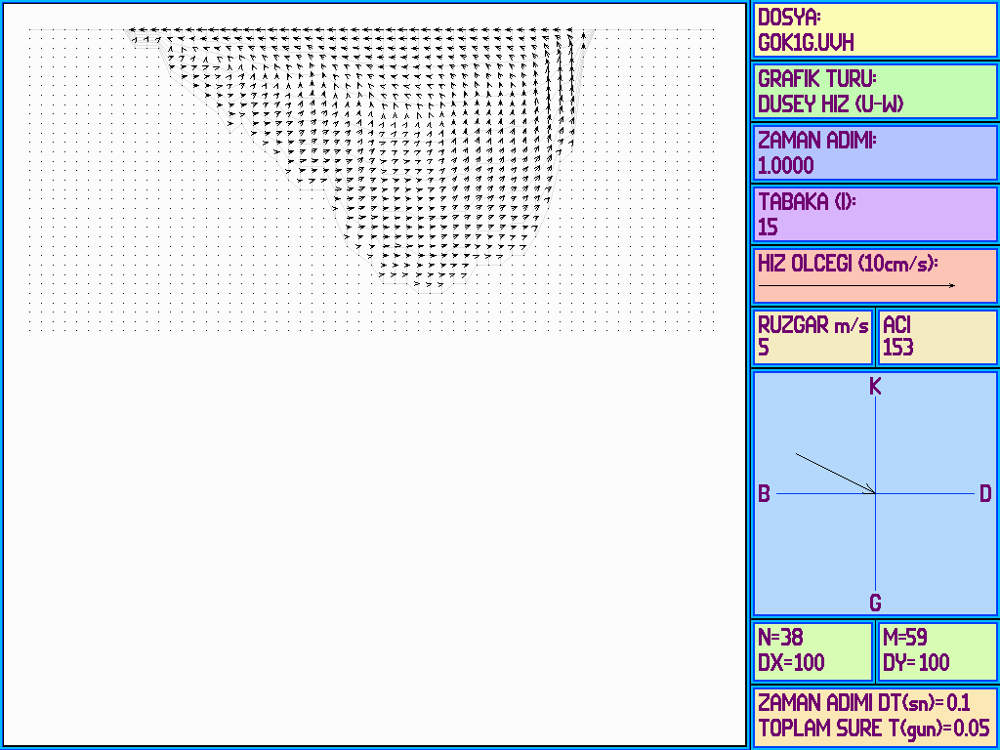 DOSYA:
GOK1G.UVH
GRAFIK TURU:
DUSEY HIZ (U-W)
ZAMAN ADIMI:
1.0000
TABAKA (I):
15
HIZ OLCEGI (10cm/s):
RUZGAR m/s
5
ACI
153
K
B
D
G
N=38
DX=100
M=59
DY=100
ZAMAN ADIMI DT(sn)=0.1
TOPLAM SURE T(gun)=0.05